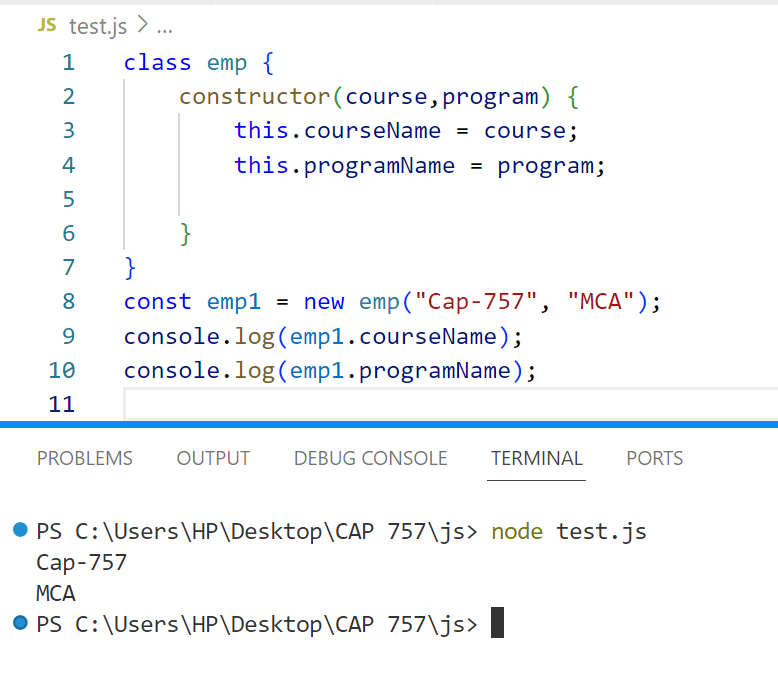 JS test.js > ...
1 class emp {
2 constructor(course,program) {
3 this.courseName = course;
4 this.programName = program;
5
6 }
7 }
8 const emp1 = new emp("Cap-757", "MCA");
9 console.log(emp1.courseName);
10 console.log(emp1.programName);
11
PROBLEMS OUTPUT DEBUG CONSOLE TERMINAL PORTS
PS C:\Users\HP\Desktop\CAP 757\js> node test.js
Cap-757
MCA
PS C:\Users\HP\Desktop\CAP 757\js>